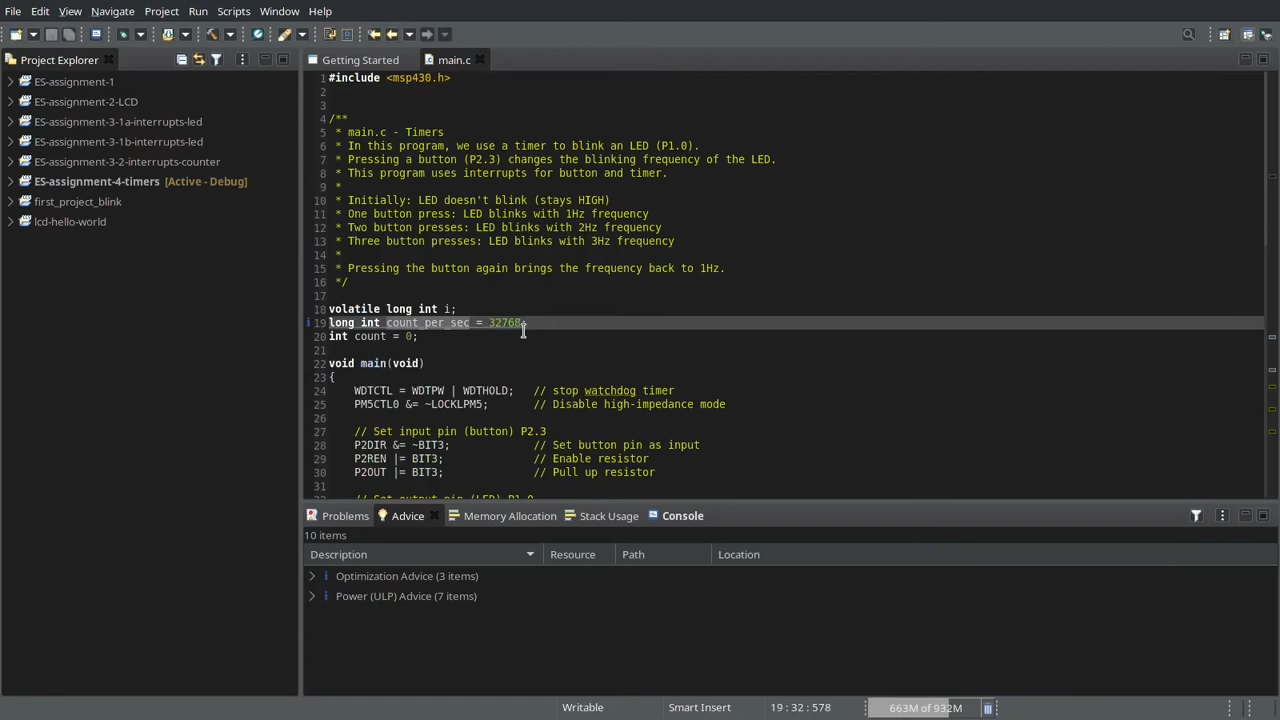 File Edit View Navigate Project Run Scripts Window Help
Project Explorer
Getting Started
main.c
ES-assignment-1
ES-assignment-2-LCD
ES-assignment-3-1a-interrupts-led
ES-assignment-3-1b-interrupts-led
ES-assignment-3-2-interrupts-counter
ES-assignment-4-timers [Active - Debug]
first_project_blink
lcd-hello-world
1 #include <msp430.h>
2
3
4 /**
5 * main.c - Timers
6 * In this program, we use a timer to blink an LED (P1.0).
7 * Pressing a button (P2.3) changes the blinking frequency of the LED.
8 * This program uses interrupts for button and timer.
9 *
10 * Initially: LED doesn't blink (stays HIGH)
11 * One button press: LED blinks with 1Hz frequency
12 * Two button presses: LED blinks with 2Hz frequency
13 * Three button presses: LED blinks with 3Hz frequency
14 *
15 * Pressing the button again brings the frequency back to 1Hz.
16 */
17
18 volatile long int i;
19 long int count_per_sec = 32768;
20 int count = 0;
21
22 void main(void)
23 {
24 WDTCTL = WDTPW | WDTHOLD; // stop watchdog timer
25 PM5CTL0 &= ~LOCKLPM5; // Disable high-impedance mode
26
27 // Set input pin (button) P2.3
28 P2DIR &= ~BIT3; // Set button pin as input
29 P2REN |= BIT3; // Enable resistor
30 P2OUT |= BIT3; // Pull up resistor
31
32 // Set output pin (LED) P1.0
Problems Advice Memory Allocation Stack Usage Console
10 items
Description Resource Path Location
Optimization Advice (3 items)
Power (ULP) Advice (7 items)
Writable Smart Insert 19 : 32 : 578 663M of 932M